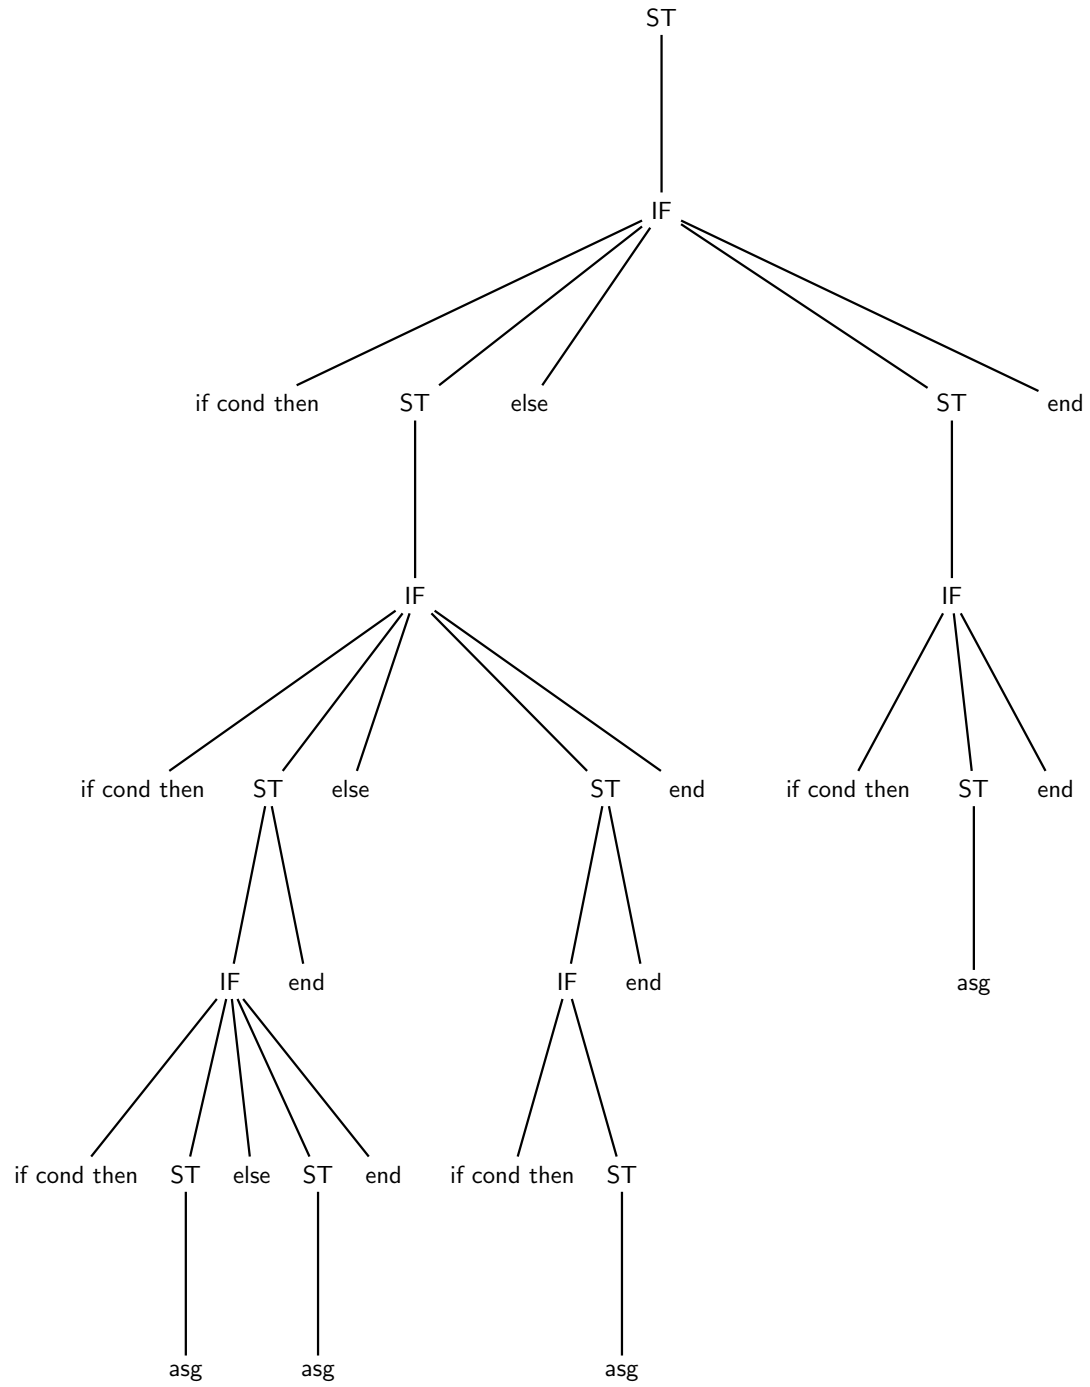 ST
IF
if cond then ST else ST end
IF IF
if cond then ST else ST end if cond then ST end
IF end IF end asg
if cond then ST else ST end if cond then ST
asg asg asg